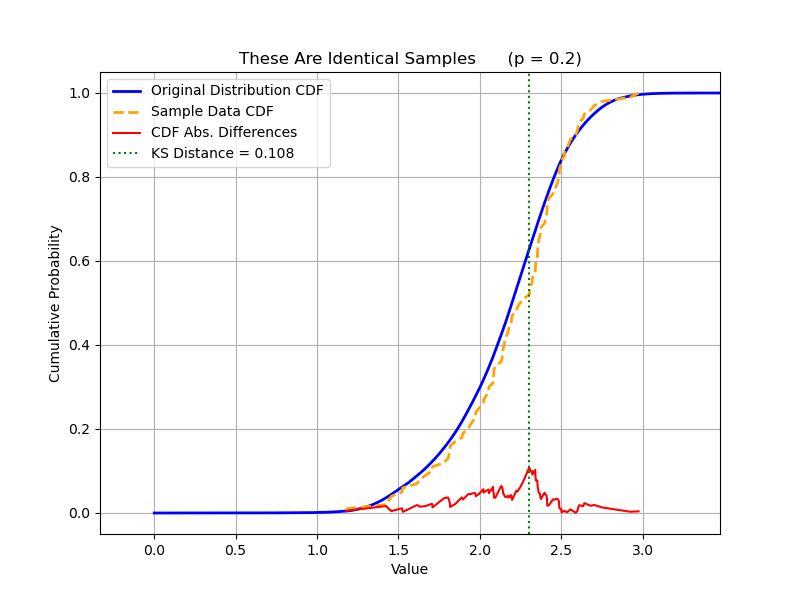 These Are Identical Samples      (p = 0.2)
Original Distribution CDF
Sample Data CDF
CDF Abs. Differences
KS Distance = 0.108
1.0
0.8
0.6
0.4
0.2
0.0
Cumulative Probability
0.0 0.5 1.0 1.5 2.0 2.5 3.0
Value